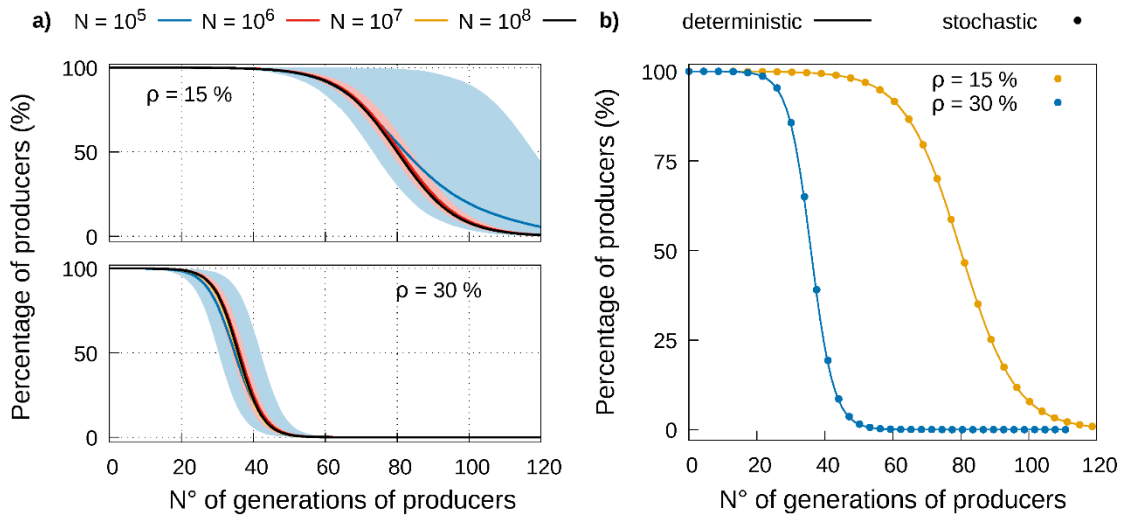 a) N = 10⁵ N = 10⁶ N = 10⁷ N = 10⁸
Percentage of producers (%)
100
50
0
ρ = 15 %
100
50
0
ρ = 30 %
0 20 40 60 80 100 120
N° of generations of producers
b) deterministic stochastic
Percentage of producers (%)
100
75
50
25
0
ρ = 15 %
ρ = 30 %
0 20 40 60 80 100 120
N° of generations of producers